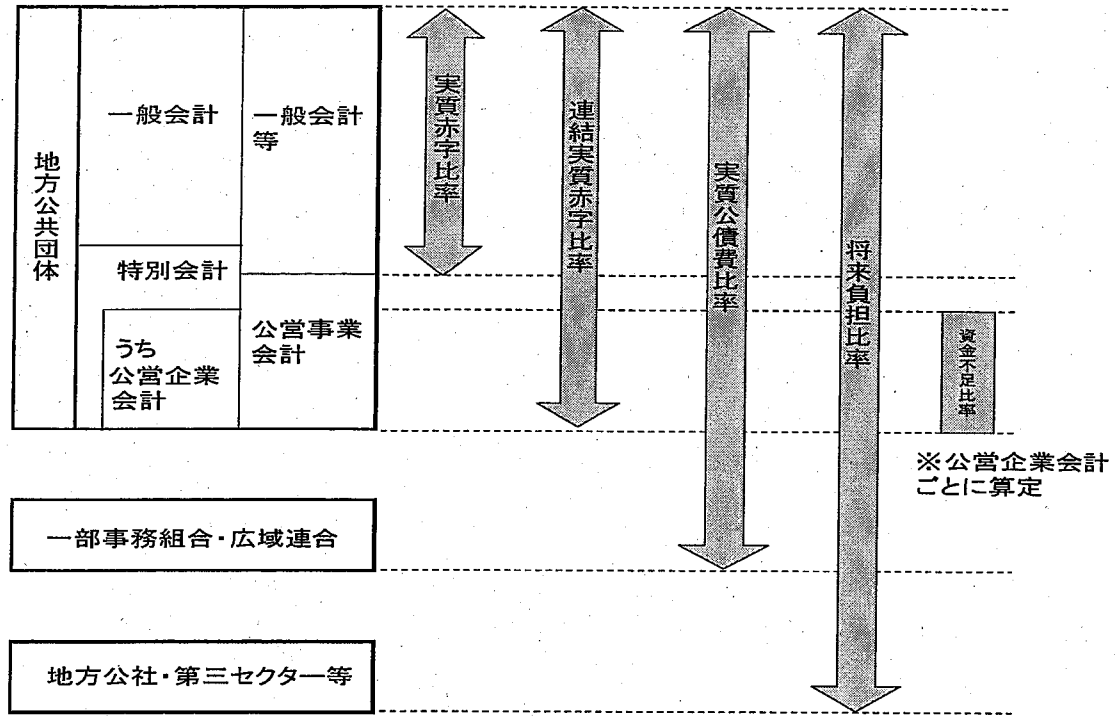 地方公共団体
一般会計
一般会計
等
特別会計
うち
公営企業
会計
公営事業
会計
実質赤字比率
連結実質赤字比率
実質公債費比率
将来負担比率
資金不足比率
※公営企業会計
ごとに算定
一部事務組合・広域連合
地方公社・第三セクター等